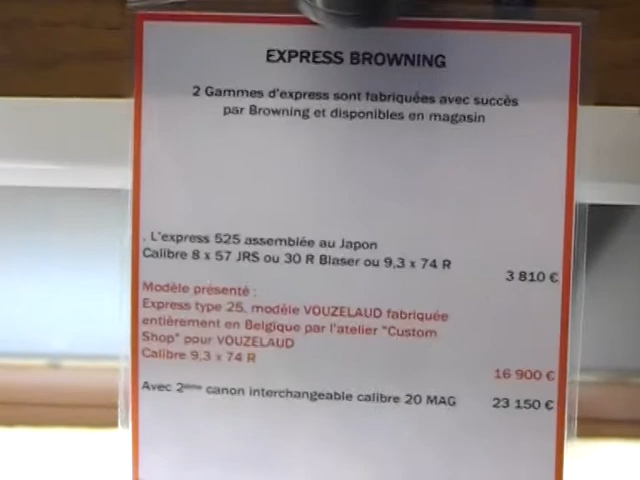 EXPRESS BROWNING
2 Gammes d'express sont fabriquées avec succès
par Browning et disponibles en magasin
. L'express 525 assemblée au Japon
Calibre 8 x 57 JRS ou 30 R Blaser ou 9,3 x 74 R
3 810 €
Modèle présenté :
Express type 25, modèle VOUZELAUD fabriquée
entièrement en Belgique par l'atelier "Custom
Shop" pour VOUZELAUD
Calibre 9,3 x 74 R
16 900 €
Avec 2ème canon interchangeable calibre 20 MAG
23 150 €